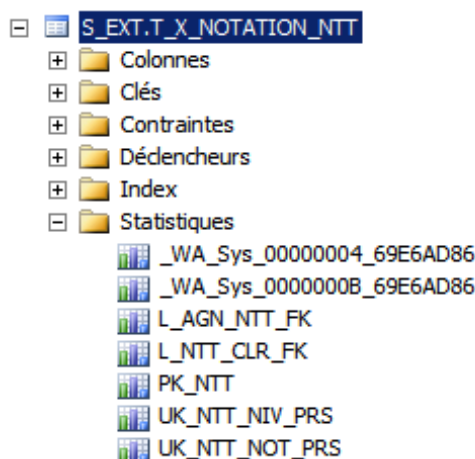 S_EXT.T_X_NOTATION_NTT
Colonnes
Clés
Contraintes
Déclencheurs
Index
Statistiques
_WA_Sys_00000004_69E6AD86
_WA_Sys_0000000B_69E6AD86
L_AGN_NTT_FK
L_NTT_CLR_FK
PK_NTT
UK_NTT_NIV_PRS
UK_NTT_NOT_PRS